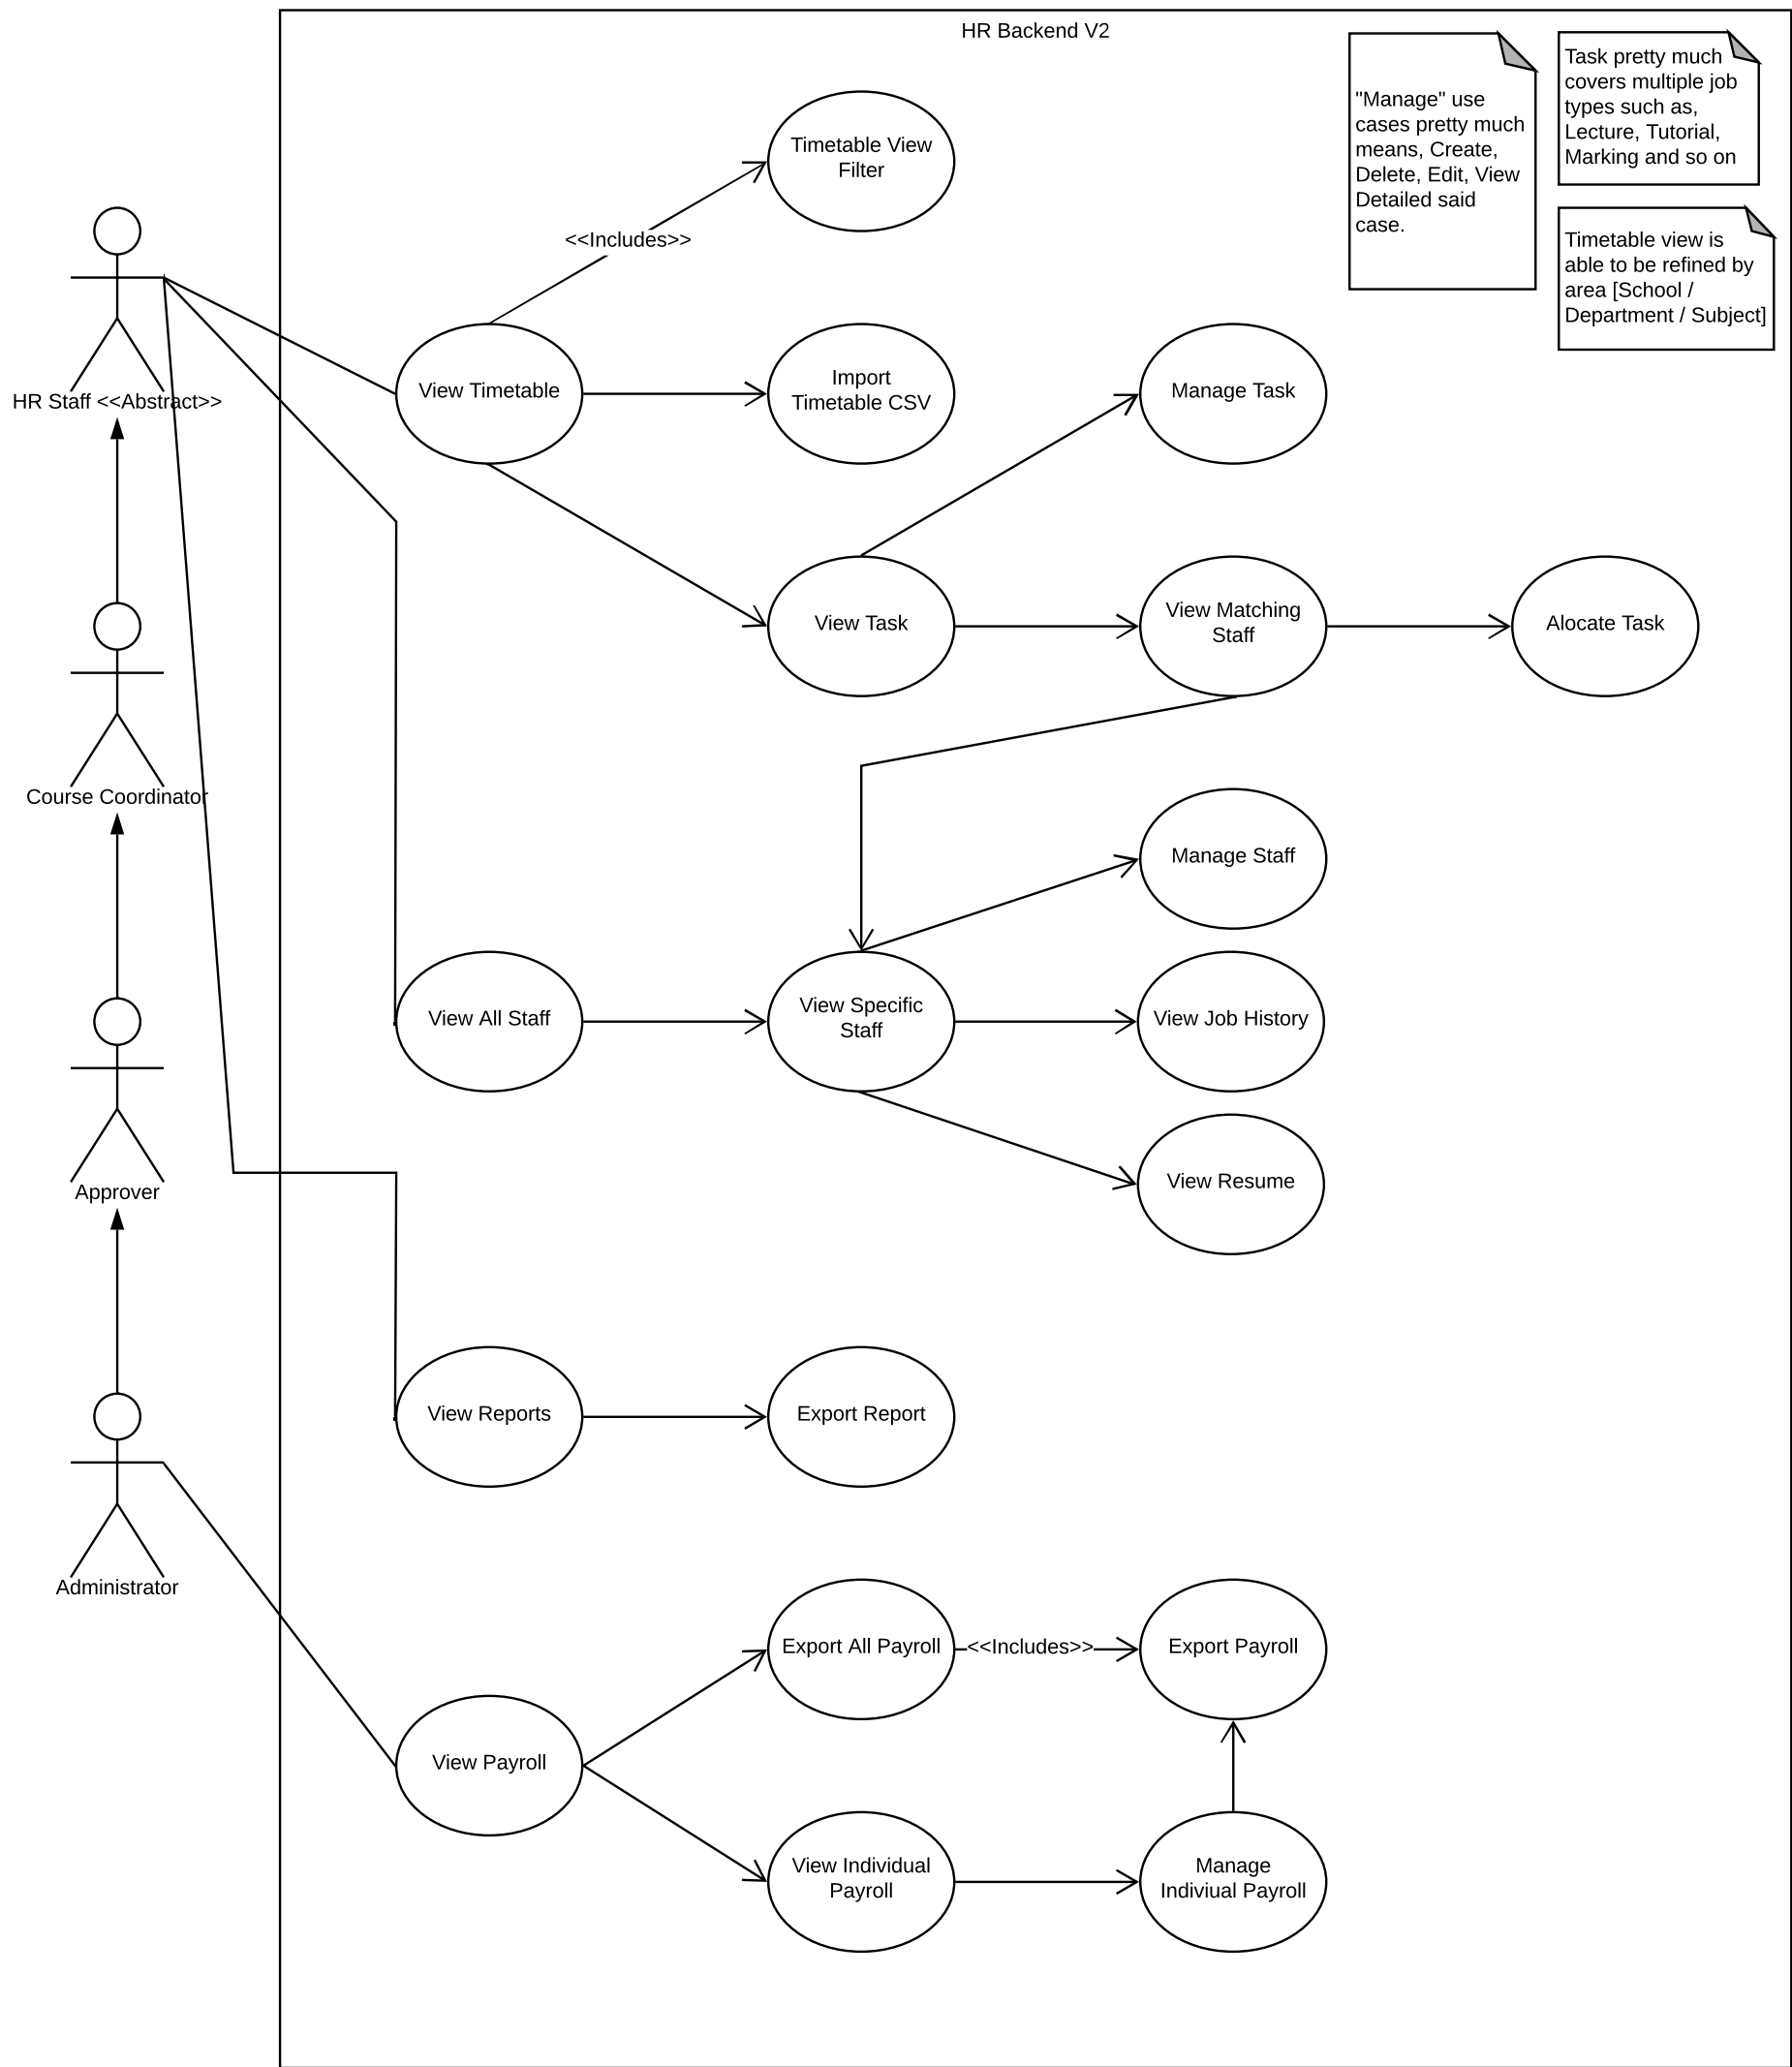 HR Backend V2
"Manage" use
cases pretty much
means, Create,
Delete, Edit, View
Detailed said
case.
Task pretty much
covers multiple job
types such as,
Lecture, Tutorial,
Marking and so on
Timetable view is
able to be refined by
area [School /
Department / Subject]
Timetable View
Filter
<<Includes>>
HR Staff <<Abstract>>
View Timetable
Import
Timetable CSV
Manage Task
View Task
View Matching
Staff
Alocate Task
Course Coordinator
Manage Staff
View All Staff
View Specific
Staff
View Job History
Approver
View Resume
View Reports
Export Report
Administrator
Export All Payroll
<<Includes>>
Export Payroll
View Payroll
View Individual
Payroll
Manage
Indiviual Payroll